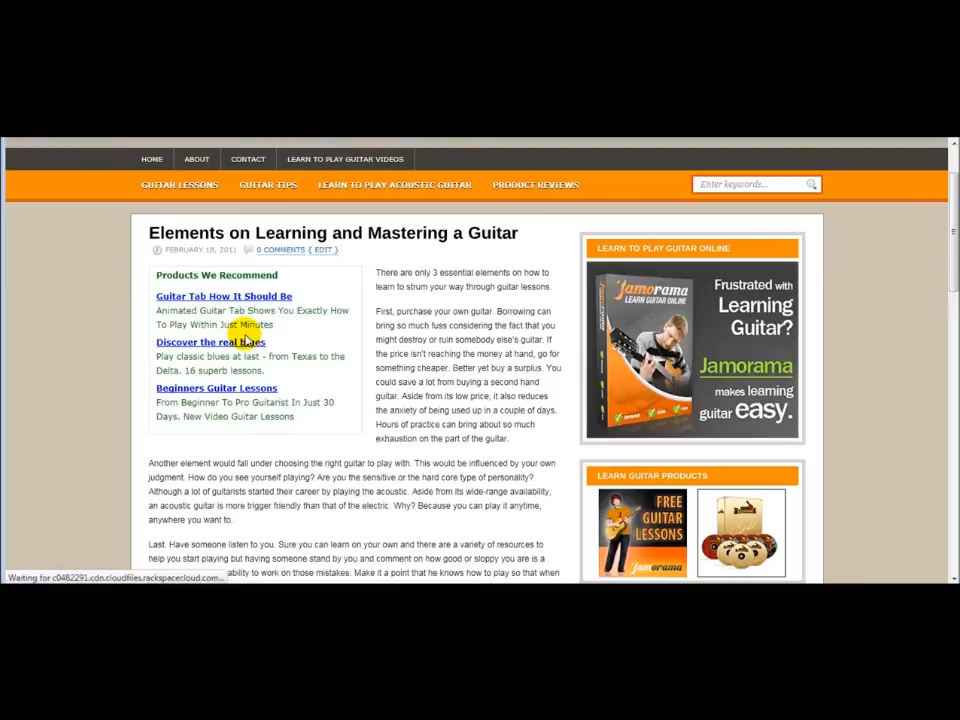 HOME ABOUT CONTACT LEARN TO PLAY GUITAR VIDEOS
GUITAR LESSONS GUITAR TIPS LEARN TO PLAY ACOUSTIC GUITAR PRODUCT REVIEWS Enter keywords...
Elements on Learning and Mastering a Guitar
FEBRUARY 18, 2011 0 COMMENTS { EDIT }
Products We Recommend
Guitar Tab How It Should Be
Animated Guitar Tab Shows You Exactly How
To Play Within Just Minutes
Discover the real blues
Play classic blues at last - from Texas to the
Delta. 16 superb lessons.
Beginners Guitar Lessons
From Beginner To Pro Guitarist In Just 30
Days. New Video Guitar Lessons
There are only 3 essential elements on how to
learn to strum your way through guitar lessons.
First, purchase your own guitar. Borrowing can
bring so much fuss considering the fact that you
might destroy or ruin somebody else's guitar. If
the price isn't reaching the money at hand, go for
something cheaper. Better yet buy a surplus. You
could save a lot from buying a second hand
guitar. Aside from its low price, it also reduces
the anxiety of being used up in a couple of days.
Hours of practice can bring about so much
exhaustion on the part of the guitar.
Another element would fall under choosing the right guitar to play with. This would be influenced by your own
judgment. How do you see yourself playing? Are you the sensitive or the hard core type of personality?
Although a lot of guitarists started their career by playing the acoustic. Aside from its wide-range availability,
an acoustic guitar is more trigger friendly than that of the electric. Why? Because you can play it anytime,
anywhere you want to.
Last. Have someone listen to you. Sure you can learn on your own and there are a variety of resources to
help you start playing but having someone stand by you and comment on how good or sloppy you are is
ability to work on those mistakes. Make it a point that he knows how to play so that when
Waiting for c0482291.cdn.cloudfiles.rackspacecloud.com...
LEARN TO PLAY GUITAR ONLINE
Jamorama
LEARN GUITAR ONLINE
Frustrated with
Learning
Guitar?
Jamorama
makes learning
guitar easy.
LEARN GUITAR PRODUCTS
FREE
GUITAR
LESSONS
Jamorama